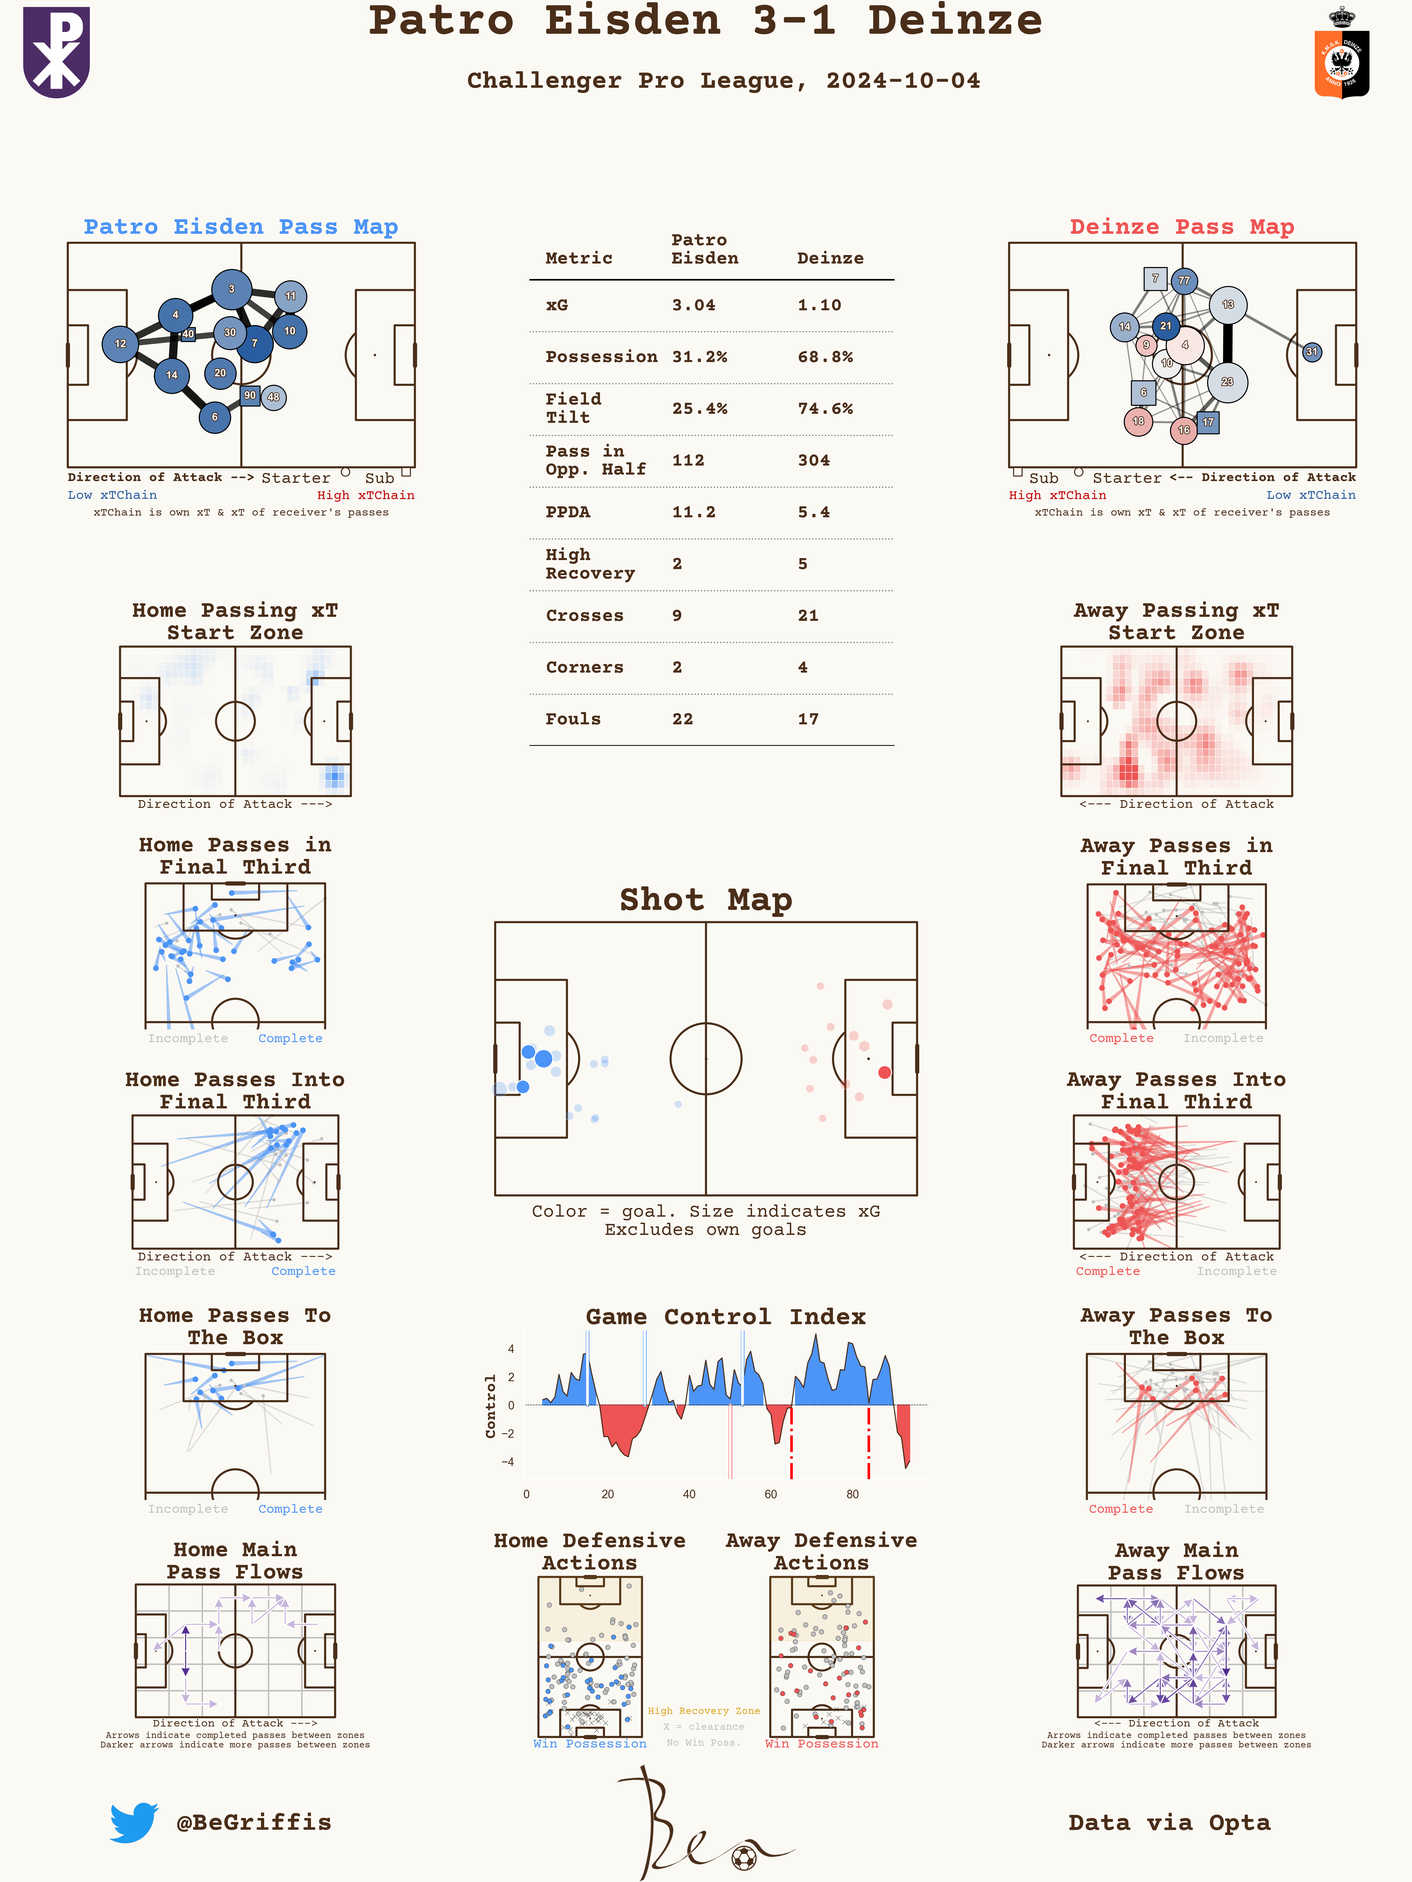 Patro Eisden 3-1 Deinze
Challenger Pro League, 2024-10-04
K.M.S.K. DEINZE
ANNO 1926
Patro Eisden Pass Map
3
11
4
10
40
30
7
12
14
20
90
48
6
Direction of Attack --> Starter Sub
Low xTChain High xTChain
xTChain is own xT & xT of receiver's passes
Metric Patro Eisden Deinze
xG 3.04 1.10
Possession 31.2% 68.8%
Field Tilt 25.4% 74.6%
Pass in Opp. Half 112 304
PPDA 11.2 5.4
High Recovery 2 5
Crosses 9 21
Corners 2 4
Fouls 22 17
Deinze Pass Map
7
77
13
14
21
9
4
31
10
23
6
18
16
17
Sub Starter <-- Direction of Attack
High xTChain Low xTChain
xTChain is own xT & xT of receiver's passes
Home Passing xT
Start Zone
Direction of Attack --->
Away Passing xT
Start Zone
<--- Direction of Attack
Home Passes in
Final Third
Incomplete Complete
Away Passes in
Final Third
Complete Incomplete
Shot Map
Color = goal. Size indicates xG
Excludes own goals
Home Passes Into
Final Third
Direction of Attack --->
Incomplete Complete
Away Passes Into
Final Third
<--- Direction of Attack
Complete Incomplete
Home Passes To
The Box
Incomplete Complete
Game Control Index
Control
4
2
0
−2
−4
0 20 40 60 80
Away Passes To
The Box
Complete Incomplete
Home Main
Pass Flows
Direction of Attack --->
Arrows indicate completed passes between zones
Darker arrows indicate more passes between zones
Home Defensive
Actions
Win Possession
High Recovery Zone
X = clearance
No Win Poss.
Away Defensive
Actions
Win Possession
Away Main
Pass Flows
<--- Direction of Attack
Arrows indicate completed passes between zones
Darker arrows indicate more passes between zones
@BeGriffis
Ben
Data via Opta